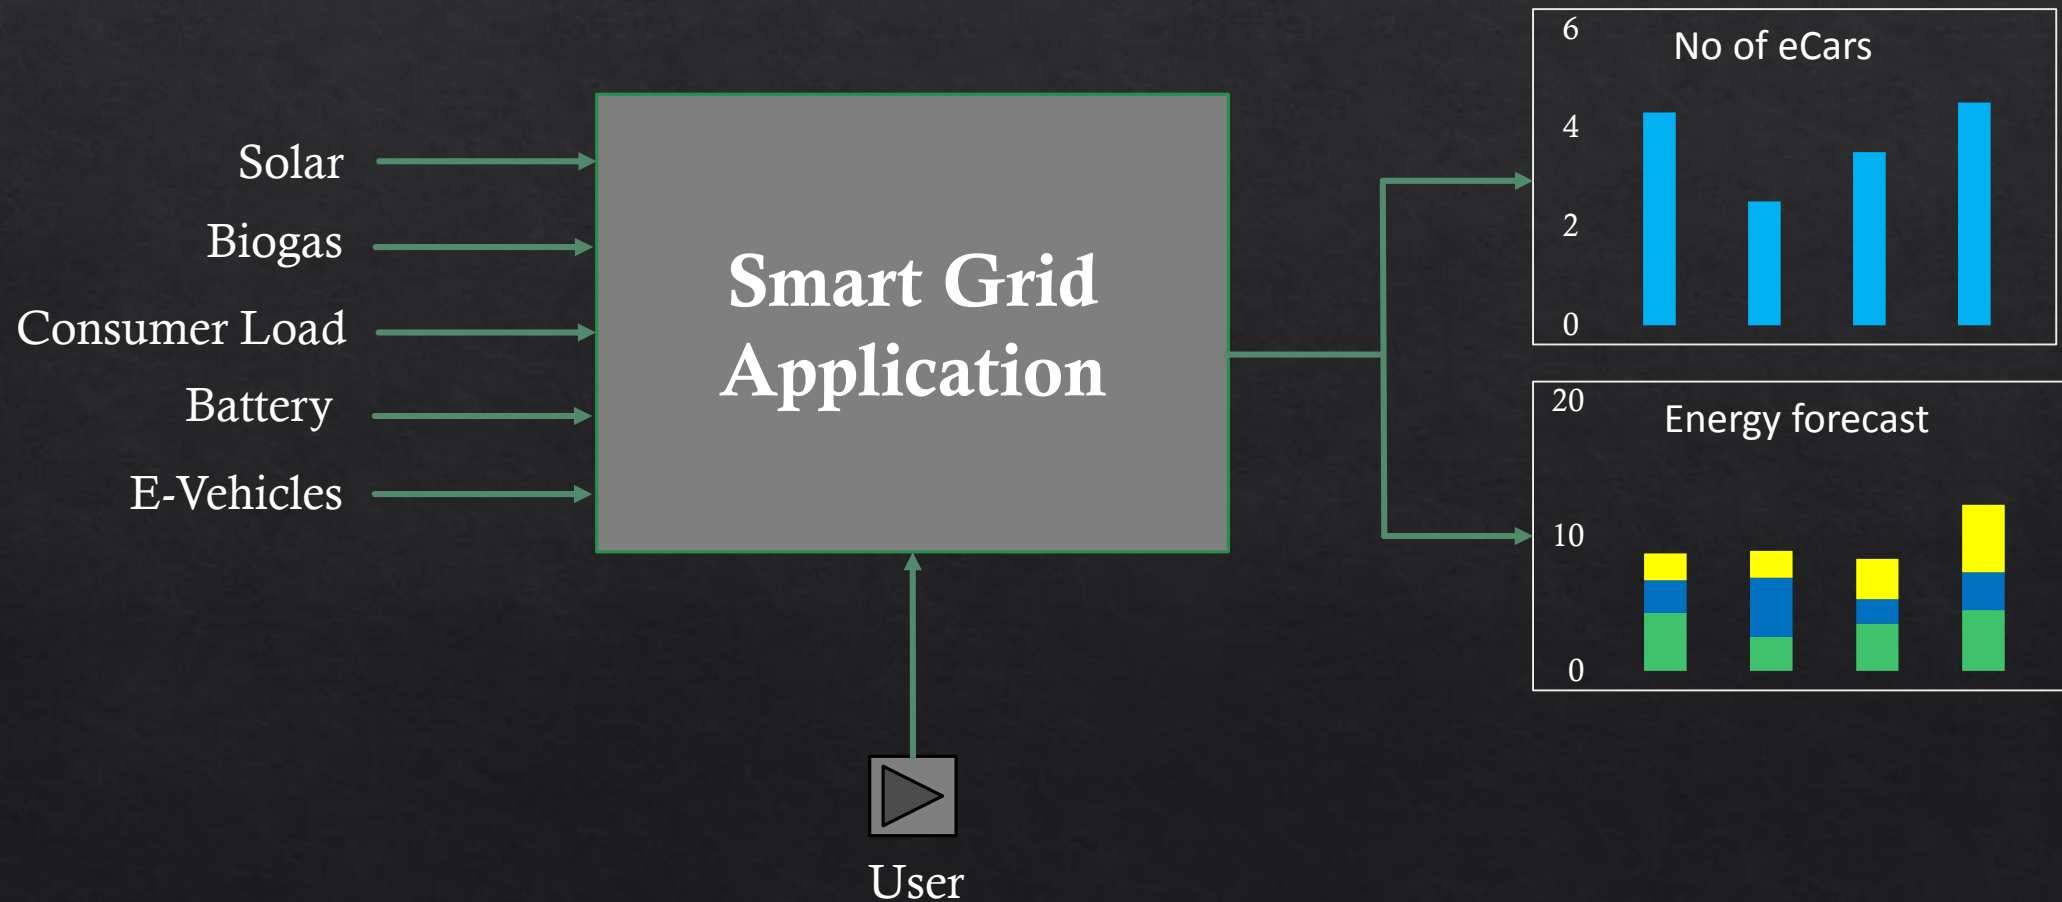 Solar
Biogas
Consumer Load
Battery
E-Vehicles
Smart Grid
Application
User
No of eCars
6
4
2
0
Energy forecast
20
10
0